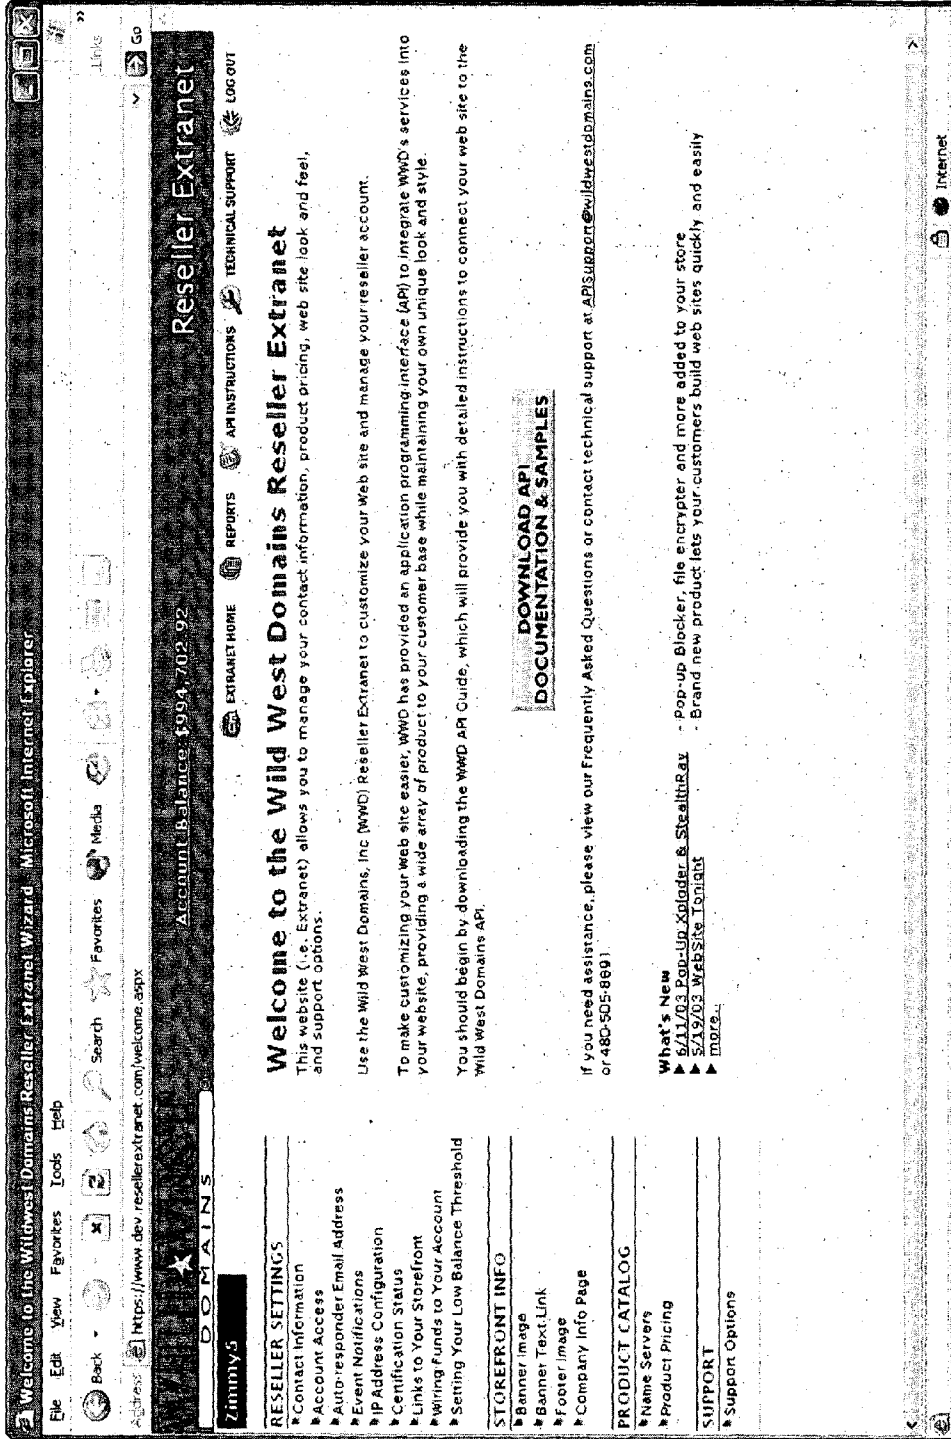 Welcome to the Wildwest Domains Reseller Extranet Wizard - Microsoft Internet Explorer
File Edit View Favorites Tools Help
Back Search Favorites Media
Links
Address https://www.dev.resellerextranet.com/welcome.aspx
Go
WILD WEST
DOMAINS
Account Balance: $994,702.92
Reseller Extranet
ZimmyS
EXTRANET HOME REPORTS API INSTRUCTIONS TECHNICAL SUPPORT LOG OUT
RESELLER SETTINGS
Contact Information
Account Access
Auto-responder Email Address
Event Notifications
IP Address Configuration
Certification Status
Links to Your Storefront
Wiring Funds to Your Account
Setting Your Low Balance Threshold
STOREFRONT INFO
Banner Image
Banner Text Link
Footer Image
Company Info Page
PRODUCT CATALOG
Name Servers
Product Pricing
SUPPORT
Support Options
Welcome to the Wild West Domains Reseller Extranet
This website (i.e. Extranet) allows you to manage your contact information, product pricing, web site look and feel,
and support options.
Use the Wild West Domains, Inc (WWD) Reseller Extranet to customize your Web site and manage your reseller account.
To make customizing your Web site easier, WWD has provided an application programming interface (API) to integrate WWD's services into
your website, providing a wide array of product to your customer base while maintaining your own unique look and style.
You should begin by downloading the WWD API Guide, which will provide you with detailed instructions to connect your web site to the
Wild West Domains API.
DOWNLOAD API
DOCUMENTATION & SAMPLES
If you need assistance, please view our Frequently Asked Questions or contact technical support at APIsupport@wildwestdomains.com
or 480-505-8891.
What's New
6/11/03 Pop-Up Xploder & StealthRay - Pop-up Blocker, file encrypter and more added to your store
5/19/03 WebSite Tonight - Brand new product lets your customers build web sites quickly and easily
more...
Internet